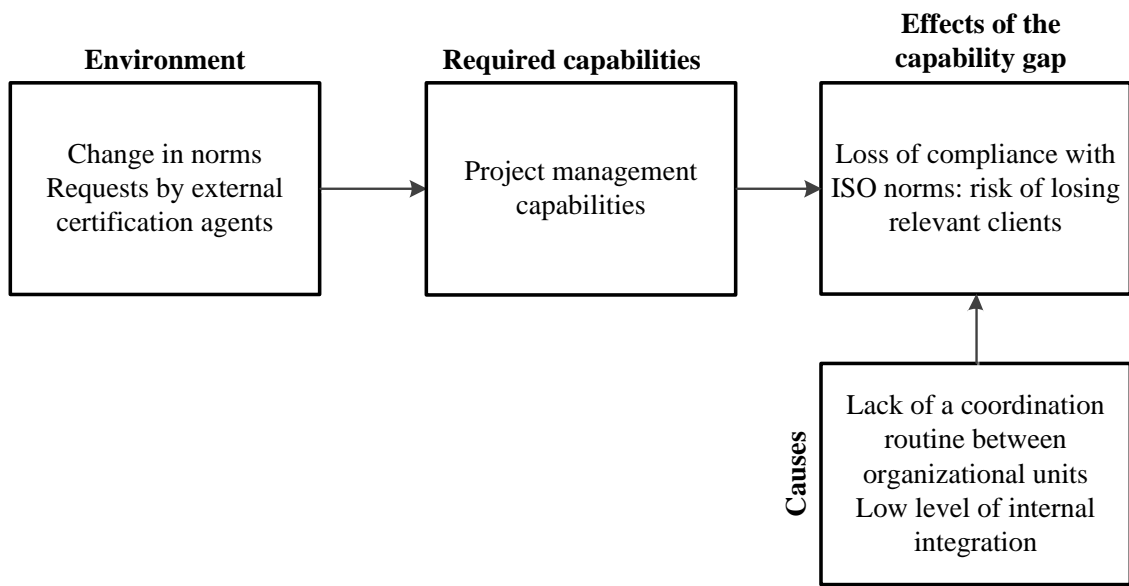 Environment
Change in norms
Requests by external
certification agents
Required capabilities
Project management
capabilities
Effects of the
capability gap
Loss of compliance with
ISO norms: risk of losing
relevant clients
Causes
Lack of a coordination
routine between
organizational units
Low level of internal
integration